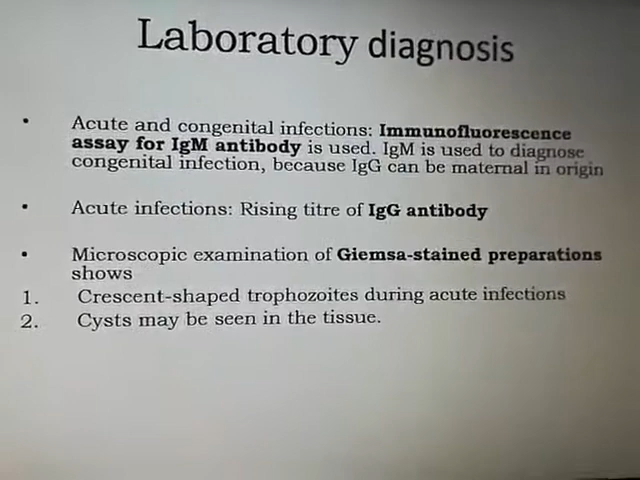 Laboratory diagnosis
• Acute and congenital infections: Immunofluorescence
assay for IgM antibody is used. IgM is used to diagnose
congenital infection, because IgG can be maternal in origin
• Acute infections: Rising titre of IgG antibody
• Microscopic examination of Giemsa-stained preparations
shows
1. Crescent-shaped trophozoites during acute infections
2. Cysts may be seen in the tissue.